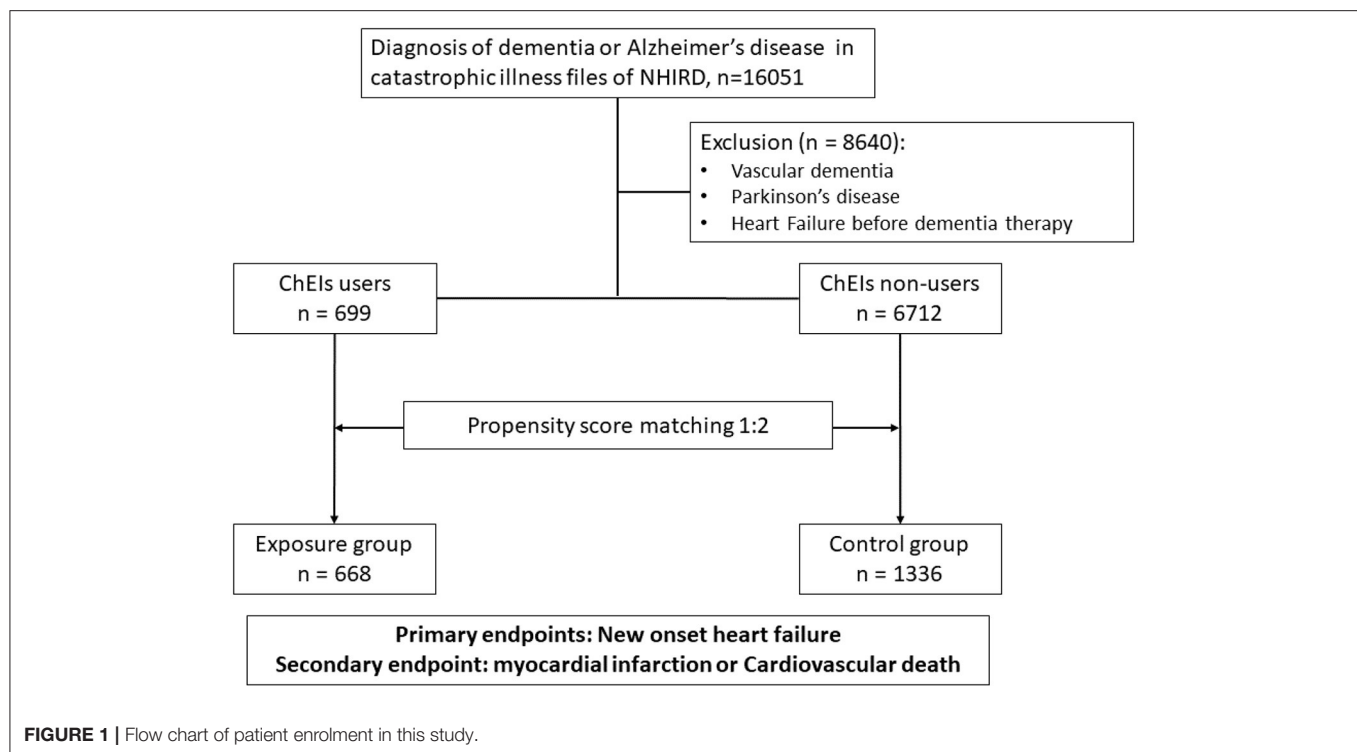 Diagnosis of dementia or Alzheimer's disease in
catastrophic illness files of NHIRD, n=16051
Exclusion (n = 8640):
• Vascular dementia
• Parkinson's disease
• Heart Failure before dementia therapy
ChEIs users
n = 699
ChEIs non-users
n = 6712
Propensity score matching 1:2
Exposure group
n = 668
Control group
n = 1336
Primary endpoints: New onset heart failure
Secondary endpoint: myocardial infarction or Cardiovascular death
FIGURE 1 | Flow chart of patient enrolment in this study.